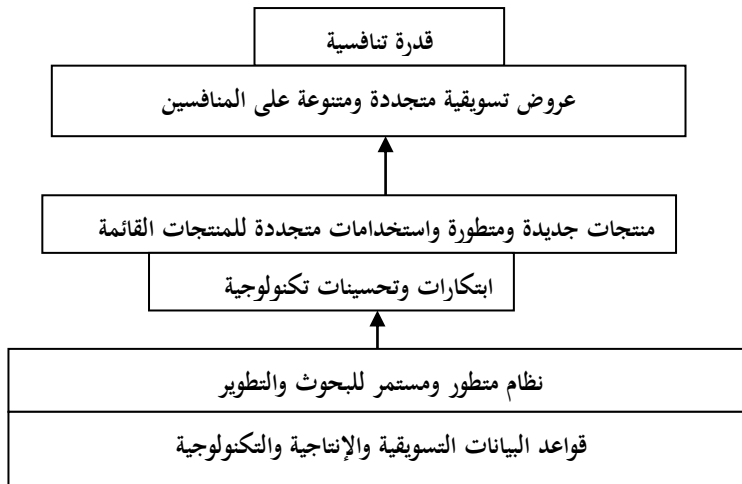 قدرة تنافسية
عروض تسويقية متجددة ومتنوعة على المنافسين
منتجات جديدة ومتطورة واستخدامات متجددة للمنتجات القائمة
ابتكارات وتحسينات تكنولوجية
نظام متطور ومستمر للبحوث والتطوير
قواعد البيانات التسويقية والإنتاجية والتكنولوجية